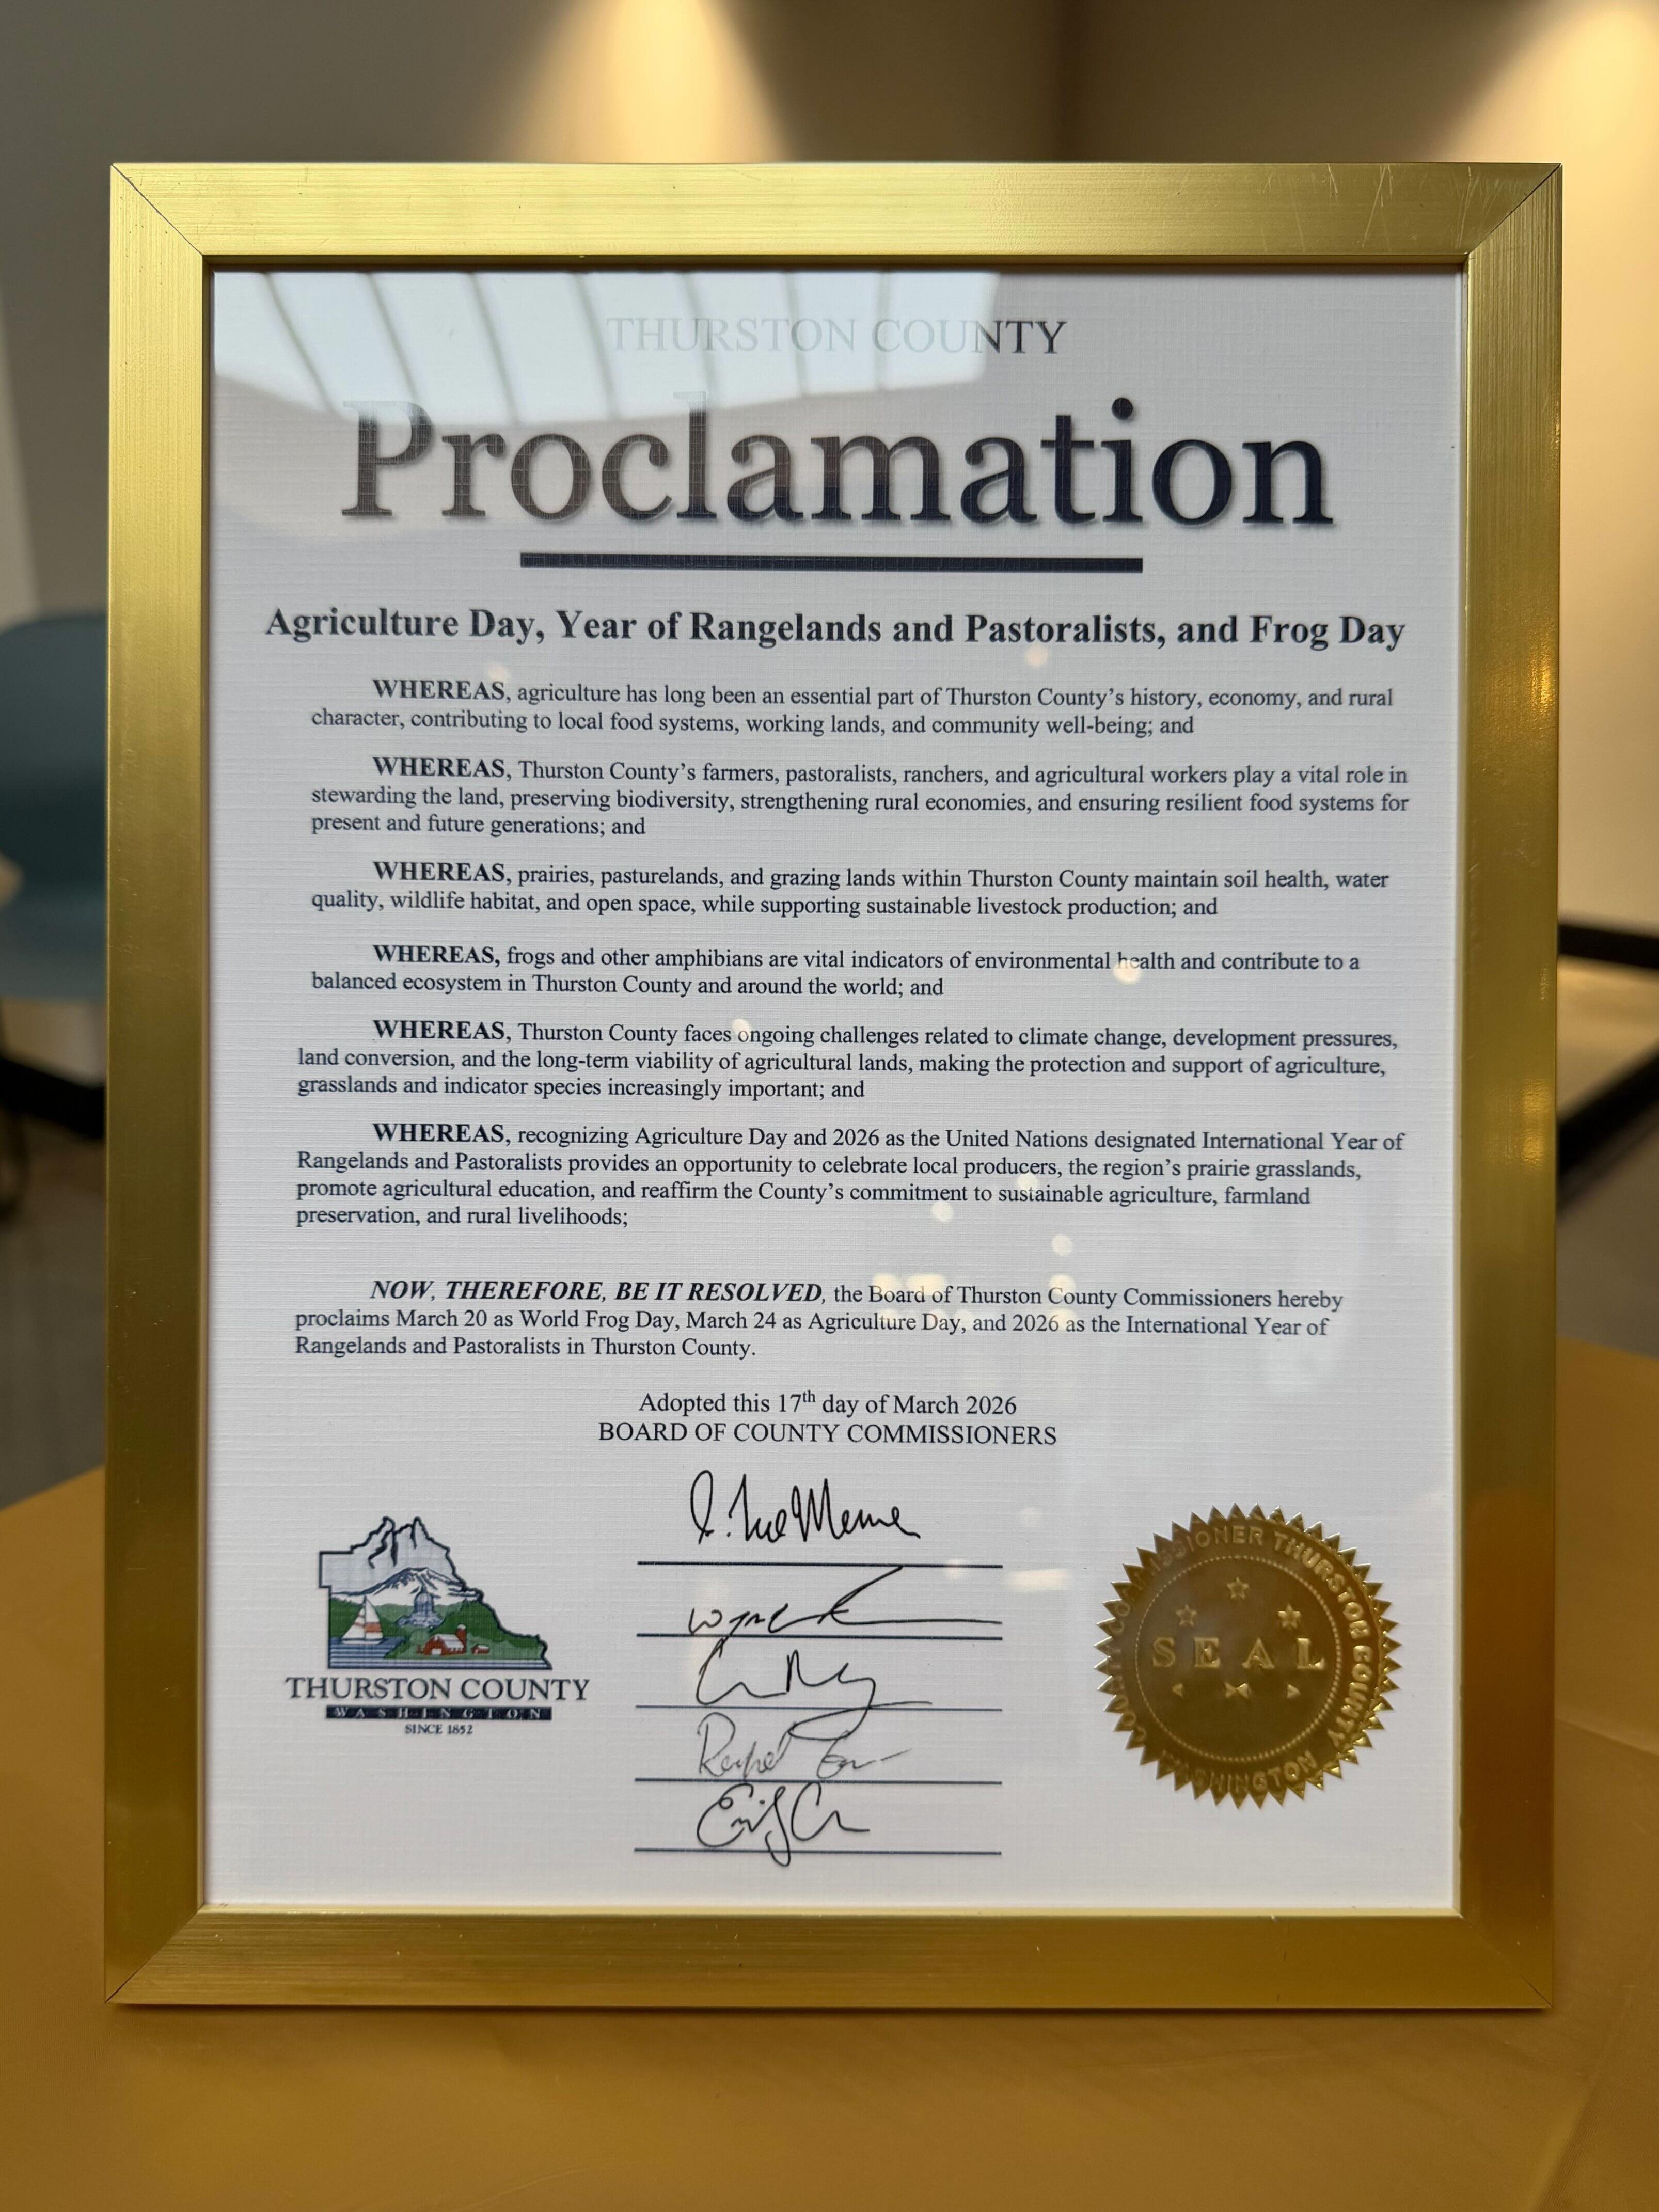 THURSTON COUNTY
Proclamation
Agriculture Day, Year of Rangelands and Pastoralists, and Frog Day
WHEREAS, agriculture has long been an essential part of Thurston County's history, economy, and rural
character, contributing to local food systems, working lands, and community well-being; and
WHEREAS, Thurston County's farmers, pastoralists, ranchers, and agricultural workers play a vital role in
stewarding the land, preserving biodiversity, strengthening rural economies, and ensuring resilient food systems for
present and future generations; and
WHEREAS, prairies, pasturelands, and grazing lands within Thurston County maintain soil health, water
quality, wildlife habitat, and open space, while supporting sustainable livestock production; and
WHEREAS, frogs and other amphibians are vital indicators of environmental health and contribute to a
balanced ecosystem in Thurston County and around the world; and
WHEREAS, Thurston County faces ongoing challenges related to climate change, development pressures,
land conversion, and the long-term viability of agricultural lands, making the protection and support of agriculture,
grasslands and indicator species increasingly important; and
WHEREAS, recognizing Agriculture Day and 2026 as the United Nations designated International Year of
Rangelands and Pastoralists provides an opportunity to celebrate local producers, the region's prairie grasslands,
promote agricultural education, and reaffirm the County's commitment to sustainable agriculture, farmland
preservation, and rural livelihoods;
NOW, THEREFORE, BE IT RESOLVED, the Board of Thurston County Commissioners hereby
proclaims March 20 as World Frog Day, March 24 as Agriculture Day, and 2026 as the International Year of
Rangelands and Pastoralists in Thurston County.
Adopted this 17th day of March 2026
BOARD OF COUNTY COMMISSIONERS
THURSTON COUNTY
WASHINGTON
SINCE 1852
COUNTY COMMISSIONER THURSTON COUNTY
SEAL
WASHINGTON